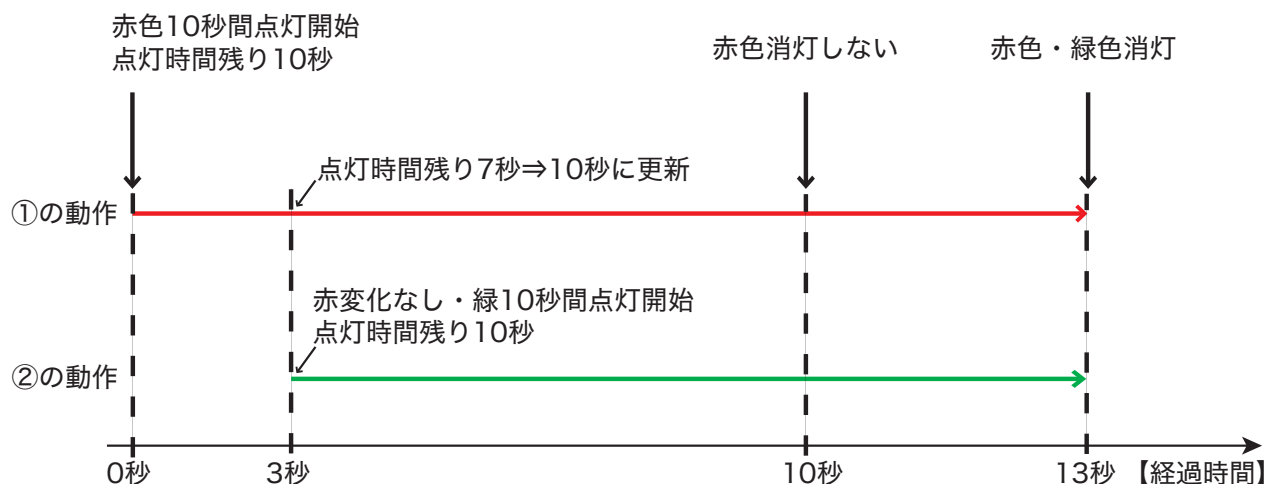 赤色10秒間点灯開始
点灯時間残り10秒
赤色消灯しない
赤色・緑色消灯
点灯時間残り7秒⇒10秒に更新
①の動作
赤変化なし・緑10秒間点灯開始
点灯時間残り10秒
②の動作
0秒
3秒
10秒
13秒
【経過時間】